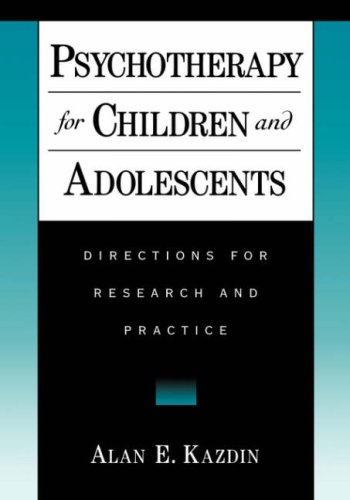 PSYCHOTHERAPY
for CHILDREN and
ADOLESCENTS
DIRECTIONS FOR
RESEARCH AND
PRACTICE
ALAN E. KAZDIN